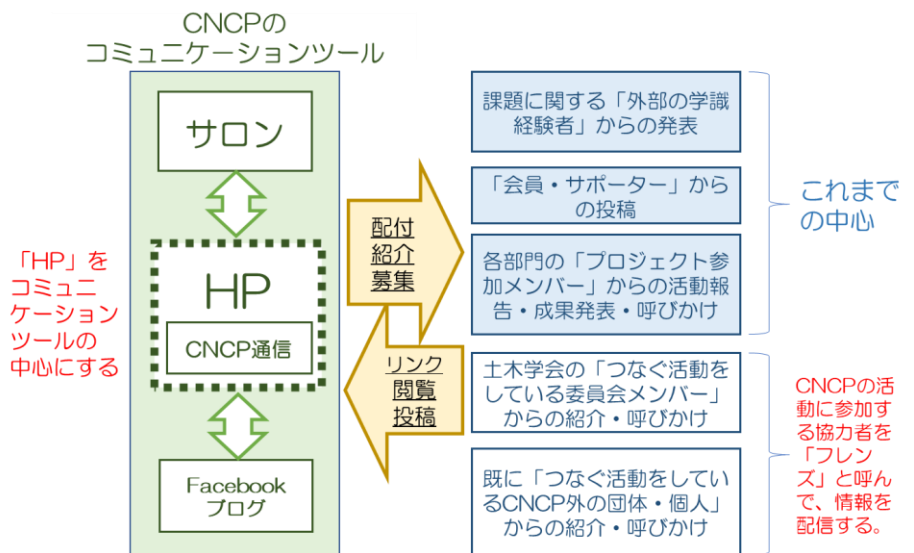 CNCPの
コミュニケーションツール
サロン
HP
CNCP通信
Facebook
ブログ
「HP」を
コミュニ
ケーション
ツールの
中心にする
配付
紹介
募集
リンク
閲覧
投稿
課題に関する「外部の学識
経験者」からの発表
「会員・サポーター」から
の投稿
各部門の「プロジェクト参
加メンバー」からの活動報
告・成果発表・呼びかけ
土木学会の「つなぐ活動を
している委員会メンバー」
からの紹介・呼びかけ
既に「つなぐ活動をしてい
るCNCP外の団体・個人」
からの紹介・呼びかけ
これまで
の中心
CNCPの活
動に参加す
る協力者を
「フレン
ズ」と呼ん
で、情報を
配信する。